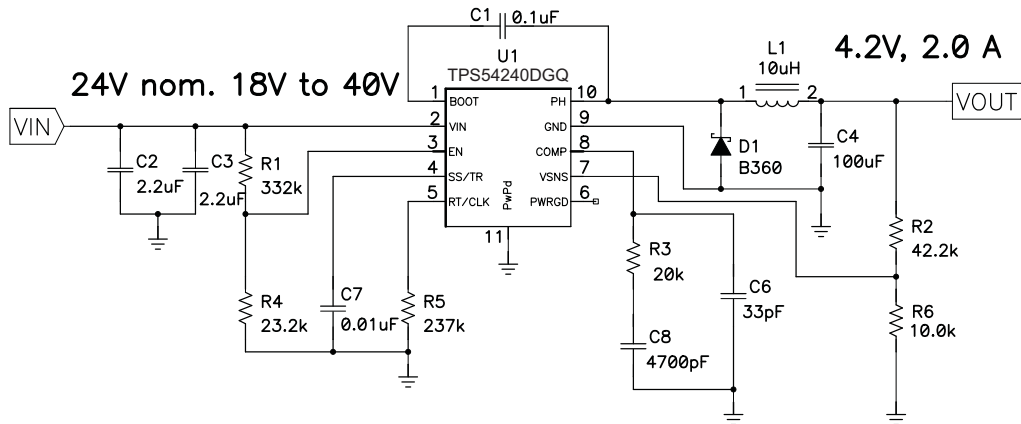 C1
0.1uF
U1
TPS54240DGQ
24V nom. 18V to 40V
L1
10uH
4.2V, 2.0 A
VIN
1 BOOT
2 VIN
3 EN
4 SS/TR
5 RT/CLK
PH 10
GND 9
COMP 8
VSNS 7
PWRGD 6
PwPd
11
1 2
VOUT
C2
2.2uF
C3
2.2uF
R1
332k
D1
B360
C4
100uF
R2
42.2k
R3
20k
C6
33pF
R4
23.2k
C7
0.01uF
R5
237k
C8
4700pF
R6
10.0k